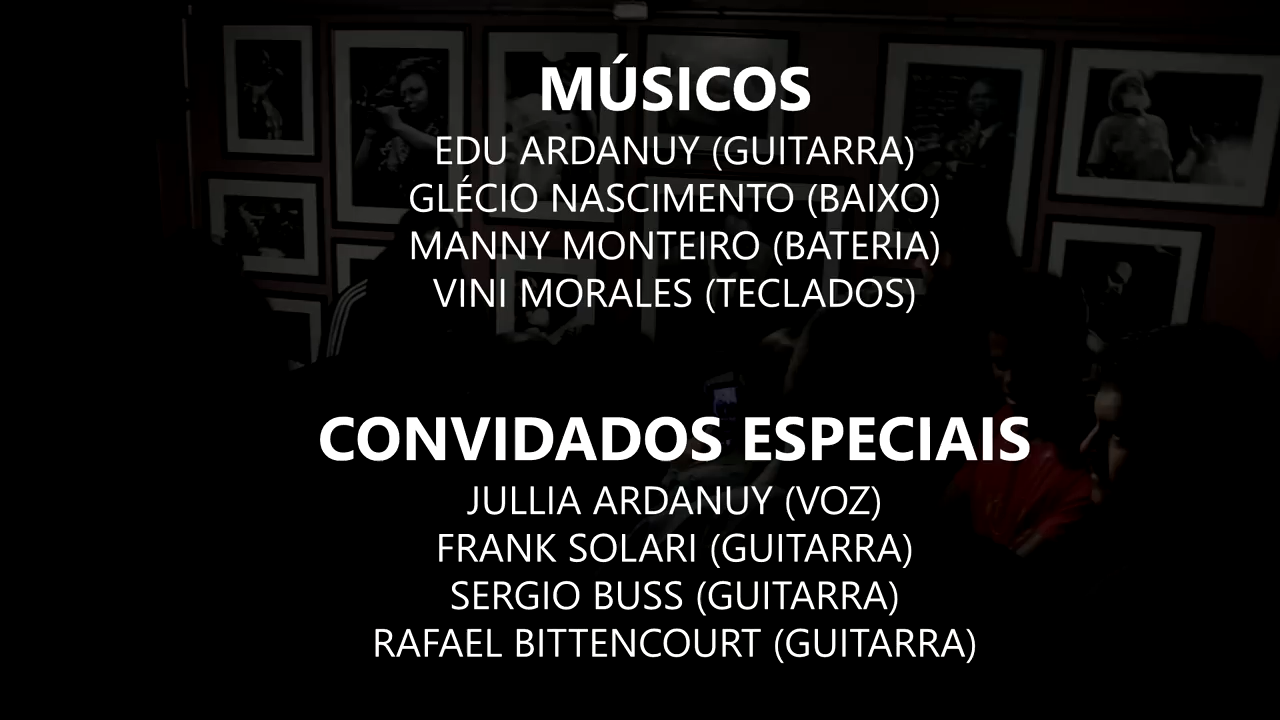 MÚSICOS
EDU ARDANUY (GUITARRA)
GLÉCIO NASCIMENTO (BAIXO)
MANNY MONTEIRO (BATERIA)
VINI MORALES (TECLADOS)
CONVIDADOS ESPECIAIS
JULLIA ARDANUY (VOZ)
FRANK SOLARI (GUITARRA)
SERGIO BUSS (GUITARRA)
RAFAEL BITTENCOURT (GUITARRA)